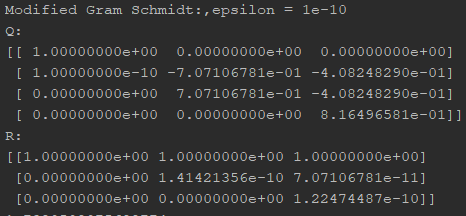 Modified Gram Schmidt:,epsilon = 1e-10
Q:
[[ 1.00000000e+00  0.00000000e+00  0.00000000e+00]
 [ 1.00000000e-10 -7.07106781e-01 -4.08248290e-01]
 [ 0.00000000e+00  7.07106781e-01 -4.08248290e-01]
 [ 0.00000000e+00  0.00000000e+00  8.16496581e-01]]
R:
[[1.00000000e+00 1.00000000e+00 1.00000000e+00]
 [0.00000000e+00 1.41421356e-10 7.07106781e-11]
 [0.00000000e+00 0.00000000e+00 1.22474487e-10]]